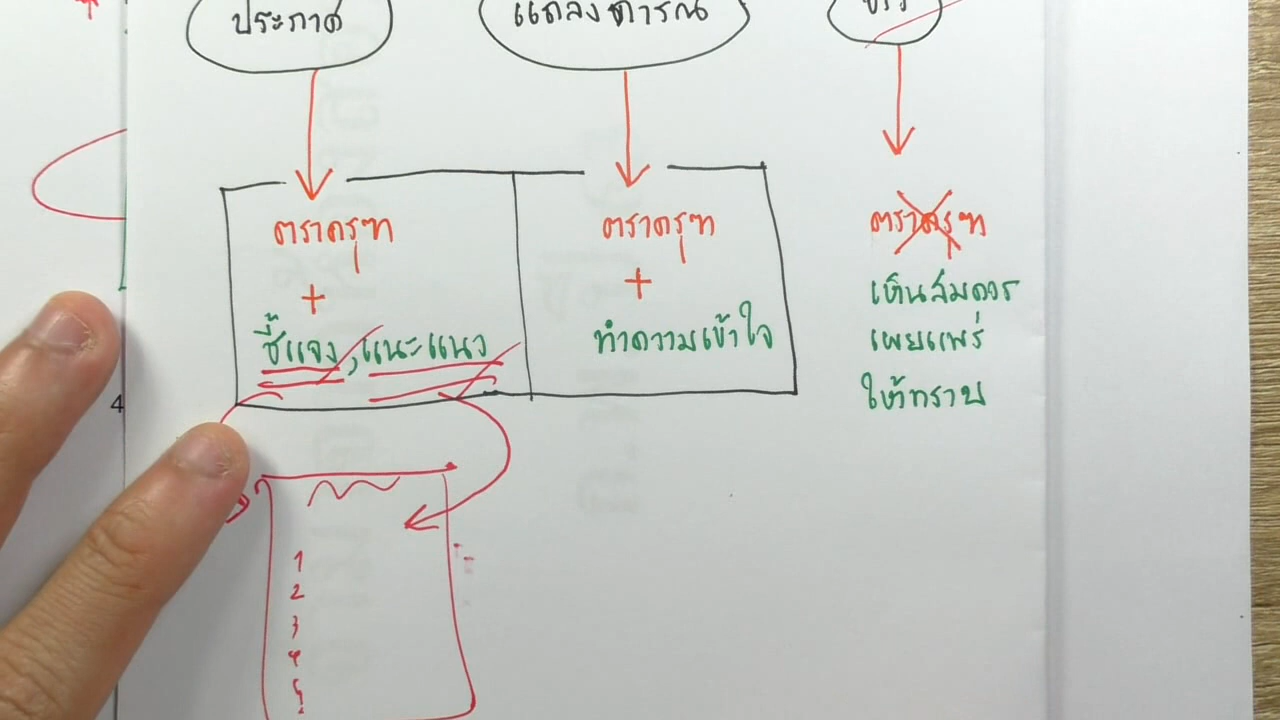 ประกาศ
แถลงการณ์
ข่าว
ตราครุฑ
+
ชี้แจง, แนะแนว
ตราครุฑ
+
ทำความเข้าใจ
ตราครุฑ
เห็นสมควร
เผยแพร่
ให้ทราบ
4
1
2
3
4
5